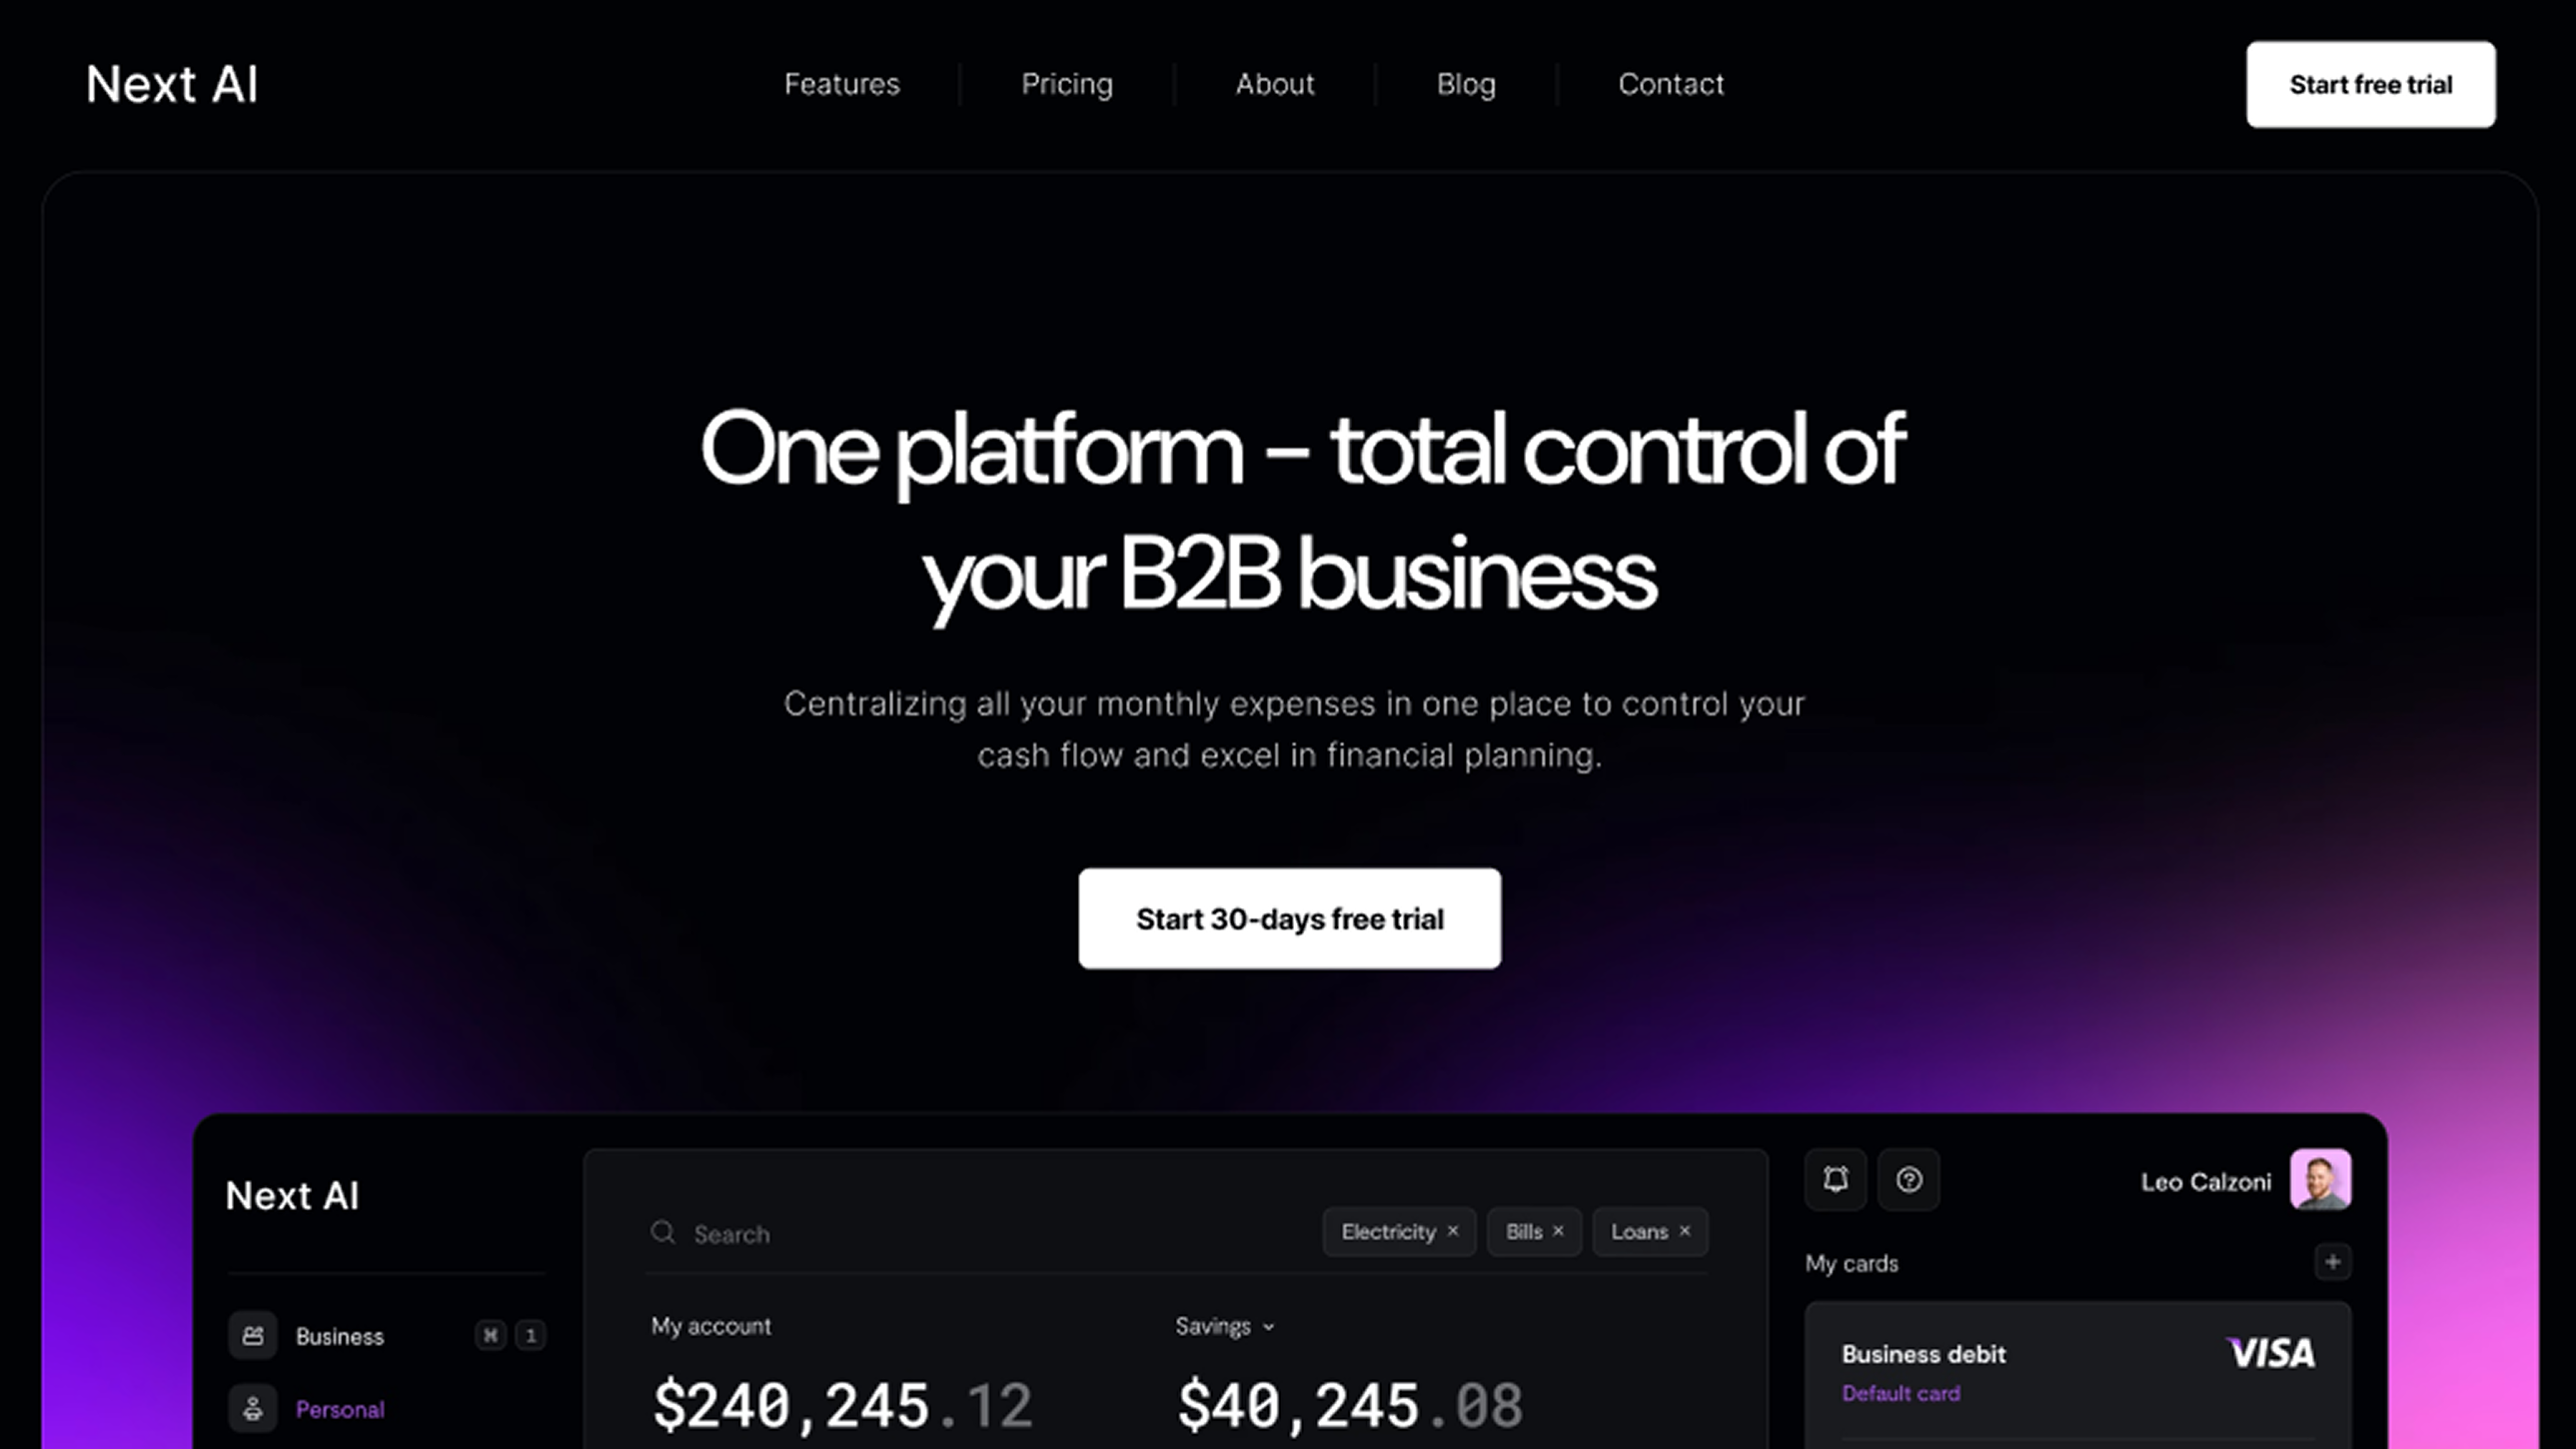 Next AI
Features
Pricing
About
Blog
Contact
Start free trial
One platform – total control of
your B2B business
Centralizing all your monthly expenses in one place to control your
cash flow and excel in financial planning.
Start 30-days free trial
Next AI
Business
⌘ 1
Personal
Search
Electricity ×
Bills ×
Loans ×
My account
$240,245.12
Savings
$40,245.08
Leo Calzoni
My cards
+
Business debit
VISA
Default card